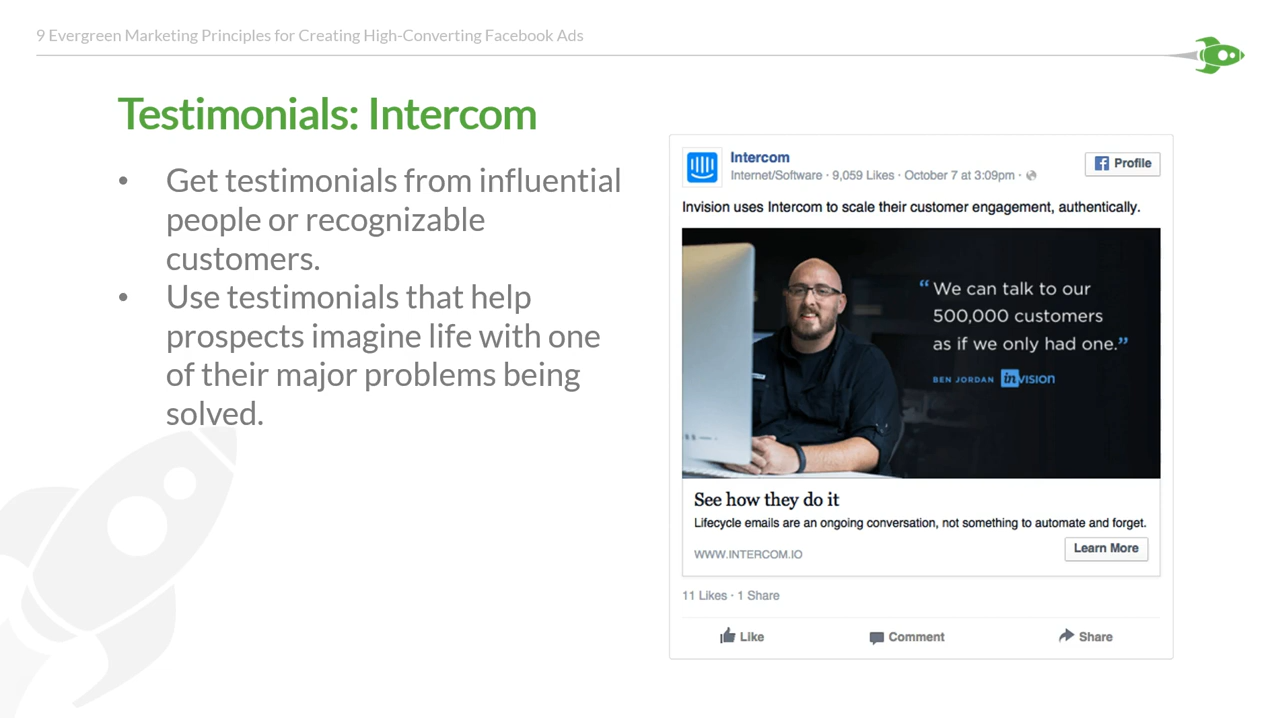 9 Evergreen Marketing Principles for Creating High-Converting Facebook Ads
Testimonials: Intercom
• Get testimonials from influential
people or recognizable
customers.
• Use testimonials that help
prospects imagine life with one
of their major problems being
solved.
Intercom
Internet/Software · 9,059 Likes · October 7 at 3:09pm ·
Profile
Invision uses Intercom to scale their customer engagement, authentically.
“We can talk to our
500,000 customers
as if we only had one.”
BEN JORDAN invision
See how they do it
Lifecycle emails are an ongoing conversation, not something to automate and forget.
WWW.INTERCOM.IO
Learn More
11 Likes · 1 Share
Like Comment Share